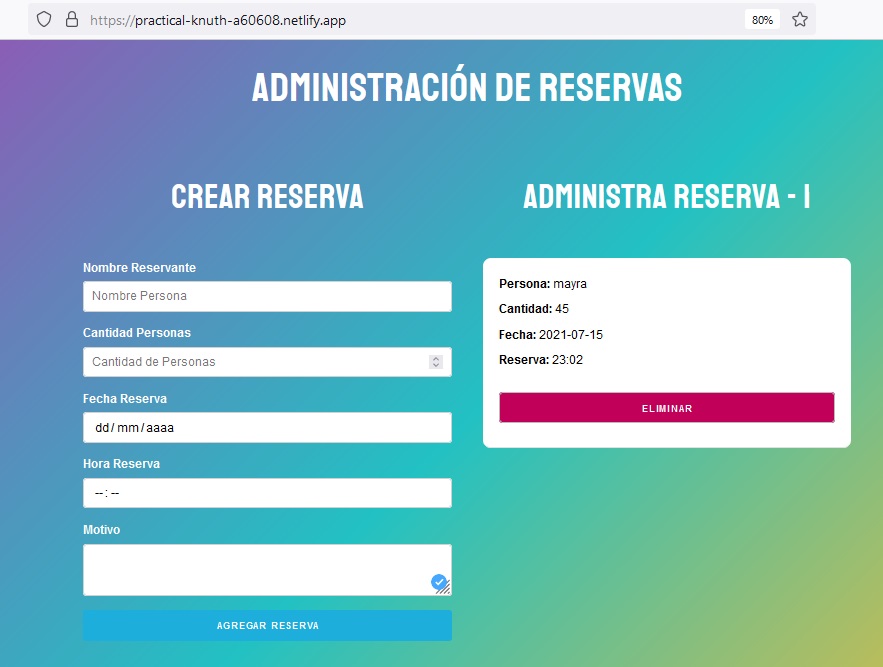 https://practical-knuth-a60608.netlify.app
80%
ADMINISTRACIÓN DE RESERVAS
CREAR RESERVA
Nombre Reservante
Nombre Persona
Cantidad Personas
Cantidad de Personas
Fecha Reserva
dd/mm/aaaa
Hora Reserva
--:--
Motivo
AGREGAR RESERVA
ADMINISTRA RESERVA - 1
Persona: mayra
Cantidad: 45
Fecha: 2021-07-15
Reserva: 23:02
ELIMINAR